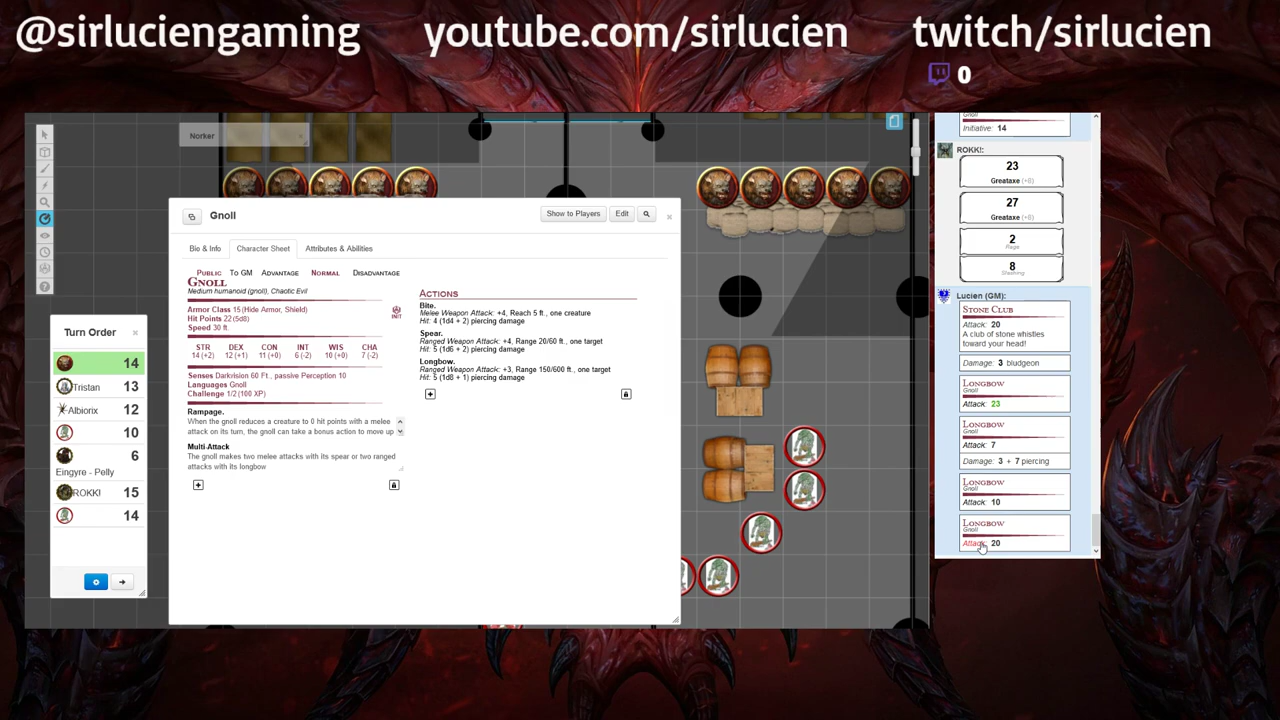 @sirluciengaming
youtube.com/sirlucien
twitch/sirlucien
0
Norker
Gnoll
Show to Players
Edit
Bio & Info
Character Sheet
Attributes & Abilities
PUBLIC To GM ADVANTAGE NORMAL DISADVANTAGE
GNOLL
Medium humanoid (gnoll), Chaotic Evil
Armor Class 15 (Hide Armor, Shield)
Hit Points 22 (5d8)
Speed 30 ft.
INIT
STR DEX CON INT WIS CHA
14 (+2) 12 (+1) 11 (+0) 6 (-2) 10 (+0) 7 (-2)
Senses Darkvision 60 Ft., passive Perception 10
Languages Gnoll
Challenge 1/2 (100 XP)
Rampage.
When the gnoll reduces a creature to 0 hit points with a melee
attack on its turn, the gnoll can take a bonus action to move up
Multi-Attack
The gnoll makes two melee attacks with its spear or two ranged
attacks with its longbow
ACTIONS
Bite.
Melee Weapon Attack: +4, Reach 5 ft., one creature
Hit: 4 (1d4 + 2) piercing damage
Spear.
Ranged Weapon Attack: +4, Range 20/60 ft., one target
Hit: 5 (1d6 + 2) piercing damage
Longbow.
Ranged Weapon Attack: +3, Range 150/600 ft., one target
Hit: 5 (1d8 + 1) piercing damage
Turn Order
14
Tristan 13
Albiorix 12
10
6
Eingyre - Pelly
ROKK! 15
14
Gnoll
Initiative: 14
ROKK!:
23
Greataxe (+6)
27
Greataxe (+6)
2
Rage
8
Slashing
Lucien (GM):
STONE CLUB
Attack: 20
A club of stone whistles
toward your head!
Damage: 3 bludgeon
LONGBOW
Gnoll
Attack: 23
LONGBOW
Gnoll
Attack: 7
Damage: 3 + 7 piercing
LONGBOW
Gnoll
Attack: 10
LONGBOW
Gnoll
Attack: 20